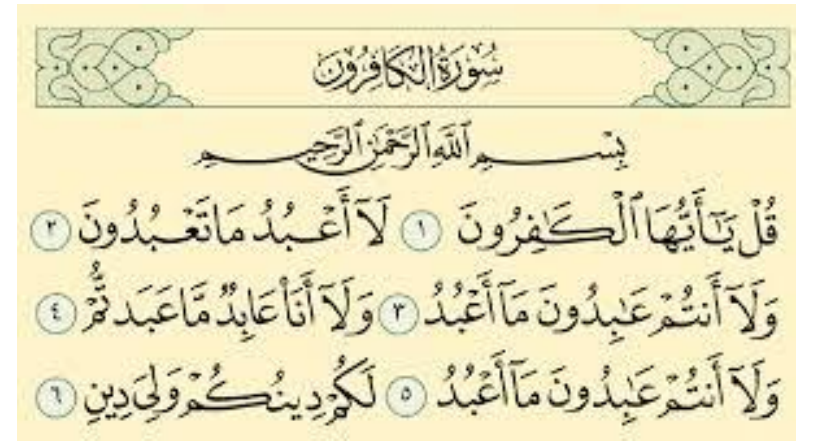 سُورَةُ الكَافِرُونَ
بِسْمِ ٱللَّهِ ٱلرَّحْمَٰنِ ٱلرَّحِيمِ
قُلْ يَـٰٓأَيُّهَا ٱلْكَـٰفِرُونَ ١ لَآ أَعْبُدُ مَا تَعْبُدُونَ ٢
وَلَآ أَنتُمْ عَـٰبِدُونَ مَآ أَعْبُدُ ٣ وَلَآ أَنَا۠ عَابِدٌ مَّا عَبَدتُّمْ ٤
وَلَآ أَنتُمْ عَـٰبِدُونَ مَآ أَعْبُدُ ٥ لَكُمْ دِينُكُمْ وَلِىَ دِينِ ٦